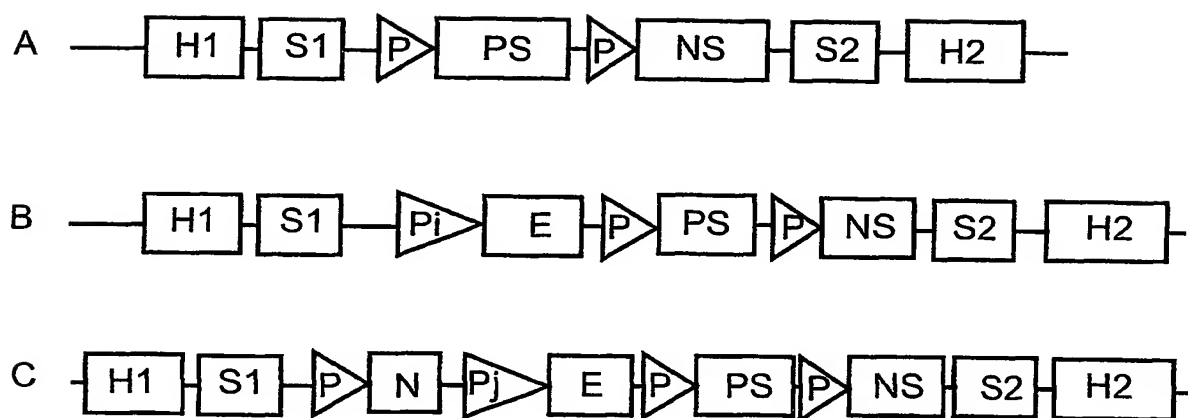 A H1 S1 P PS P NS S2 H2
B H1 S1 Pi E P PS P NS S2 H2
C H1 S1 P N Pj E P PS P NS S2 H2